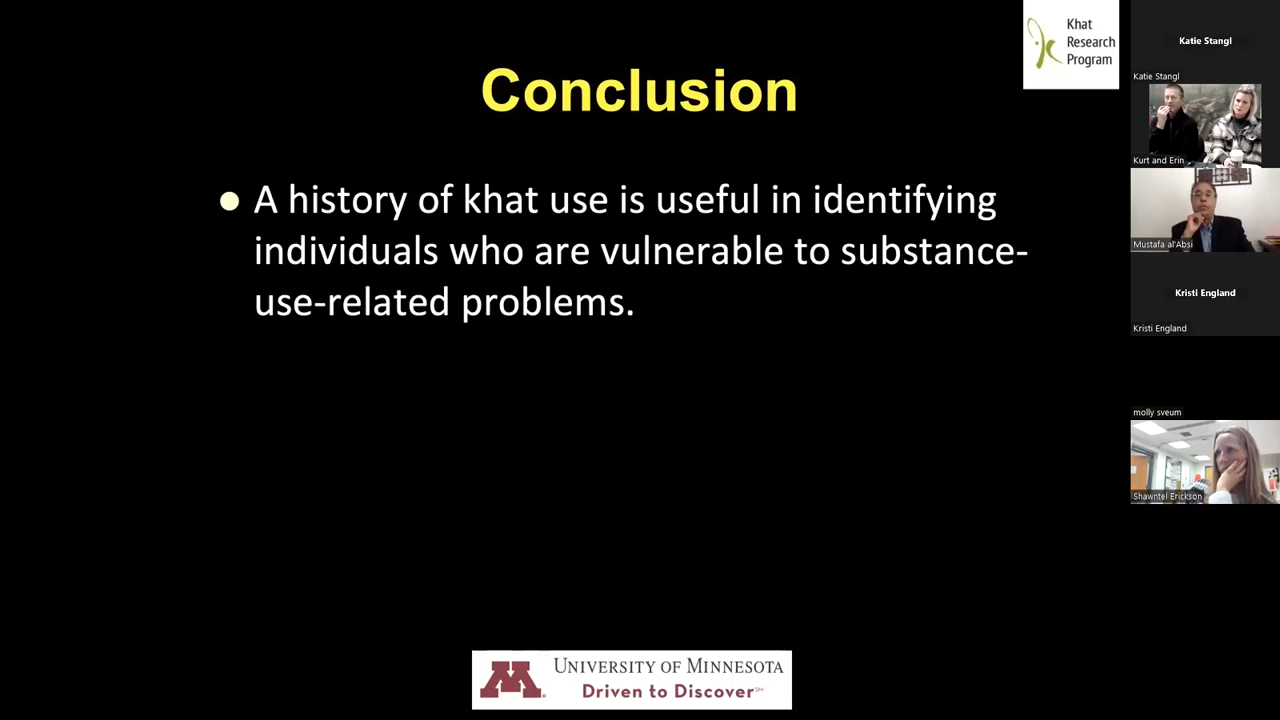 Khat
Research
Program
Conclusion
● A history of khat use is useful in identifying
individuals who are vulnerable to substance-
use-related problems.
UNIVERSITY OF MINNESOTA
Driven to Discover℠
Katie Stangl
Katie Stangl
Kurt and Erin
Mustafa al'Absi
Kristi England
Kristi England
molly sveum
Shawntel Erickson